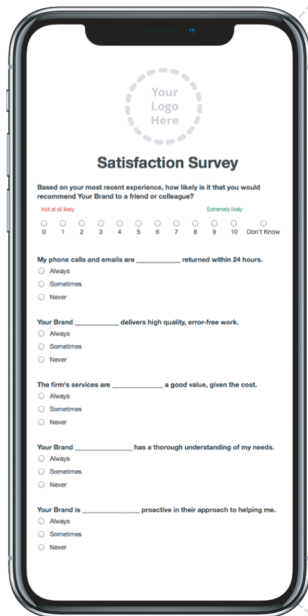 Your
Logo
Here
Satisfaction Survey
Based on your most recent experience, how likely is it that you would
recommend Your Brand to a friend or colleague?
Not at all likely Extremely likely
0 1 2 3 4 5 6 7 8 9 10 Don't Know
My phone calls and emails are ____________ returned within 24 hours.
Always
Sometimes
Never
Your Brand ____________ delivers high quality, error-free work.
Always
Sometimes
Never
The firm's services are ______________ a good value, given the cost.
Always
Sometimes
Never
Your Brand ________________ has a thorough understanding of my needs.
Always
Sometimes
Never
Your Brand is ________________ proactive in their approach to helping me.
Always
Sometimes
Never